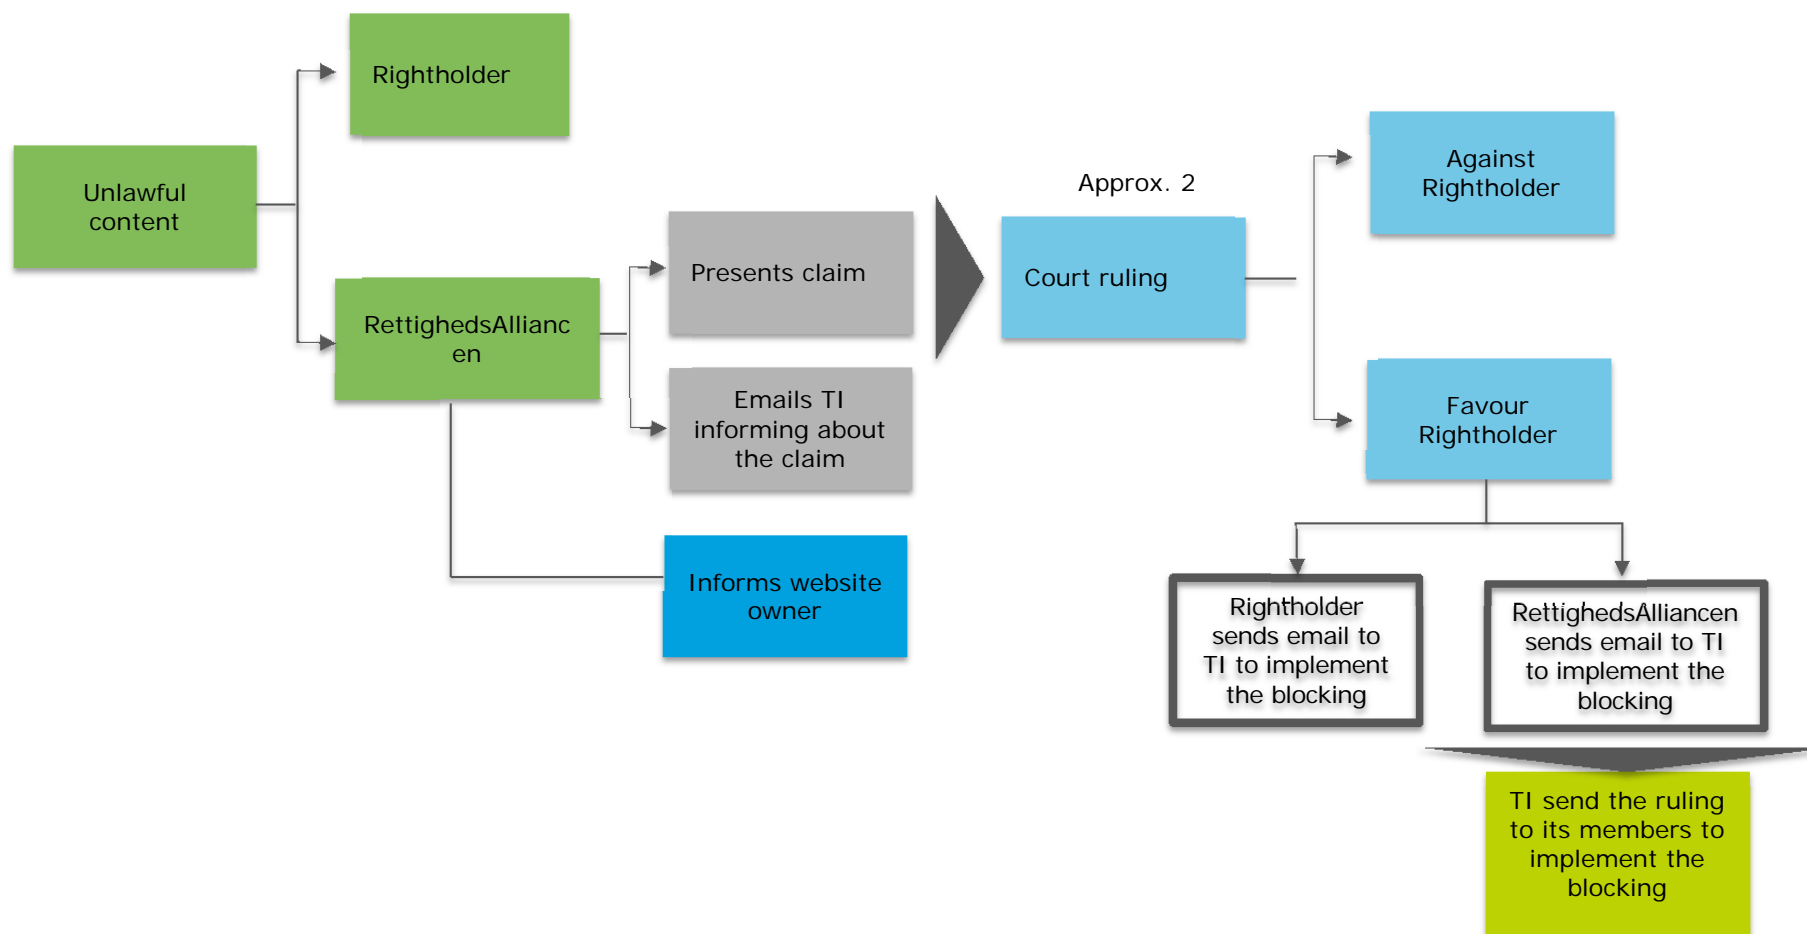 Rightholder
Unlawful
content
RettighedsAllianc
en
Presents claim
Emails TI
informing about
the claim
Informs website
owner
Approx. 2
Court ruling
Against
Rightholder
Favour
Rightholder
Rightholder
sends email to
TI to implement
the blocking
RettighedsAlliancen
sends email to TI
to implement the
blocking
TI send the ruling
to its members to
implement the
blocking